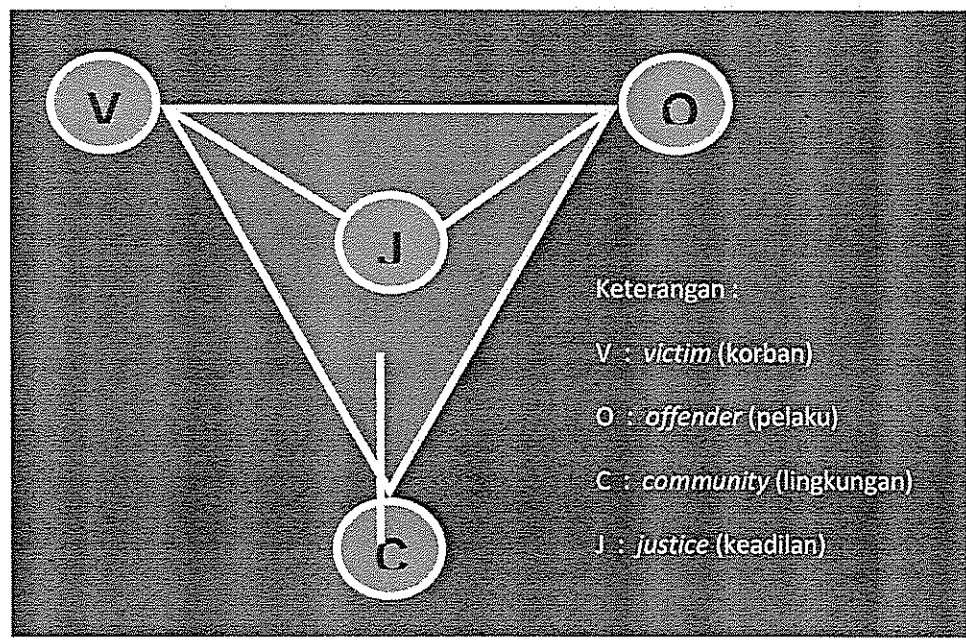 V
O
J
Keterangan :
V : victim (korban)
O : offender (pelaku)
C : community (lingkungan)
C
J : justice (keadilan)